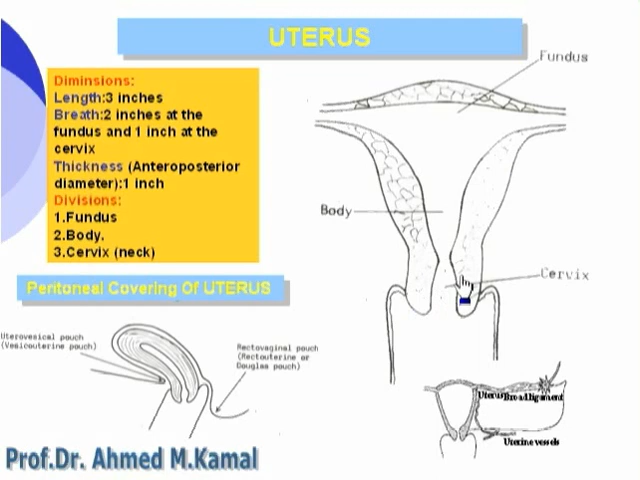 UTERUS
Diminsions:
Length:3 inches
Breath:2 inches at the
fundus and 1 inch at the
cervix
Thickness (Anteroposterior
diameter):1 inch
Divisions:
1.Fundus
2.Body.
3.Cervix (neck)
Fundus
Body
Cervix
Peritoneal Covering Of UTERUS
Uterovesical pouch
(Vesicouterine pouch)
Rectovaginal pouch
(Rectouterine or
Douglas pouch)
Uterus Broad ligament
Uterine vessels
Prof.Dr. Ahmed M.Kamal